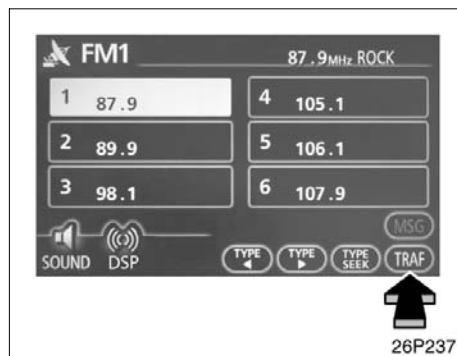 FM1
87.9MHz ROCK
1 87.9
4 105.1
2 89.9
5 106.1
3 98.1
6 107.9
MSG
SOUND DSP TYPE ◀ TYPE ▶ TYPE SEEK TRAF
26P237